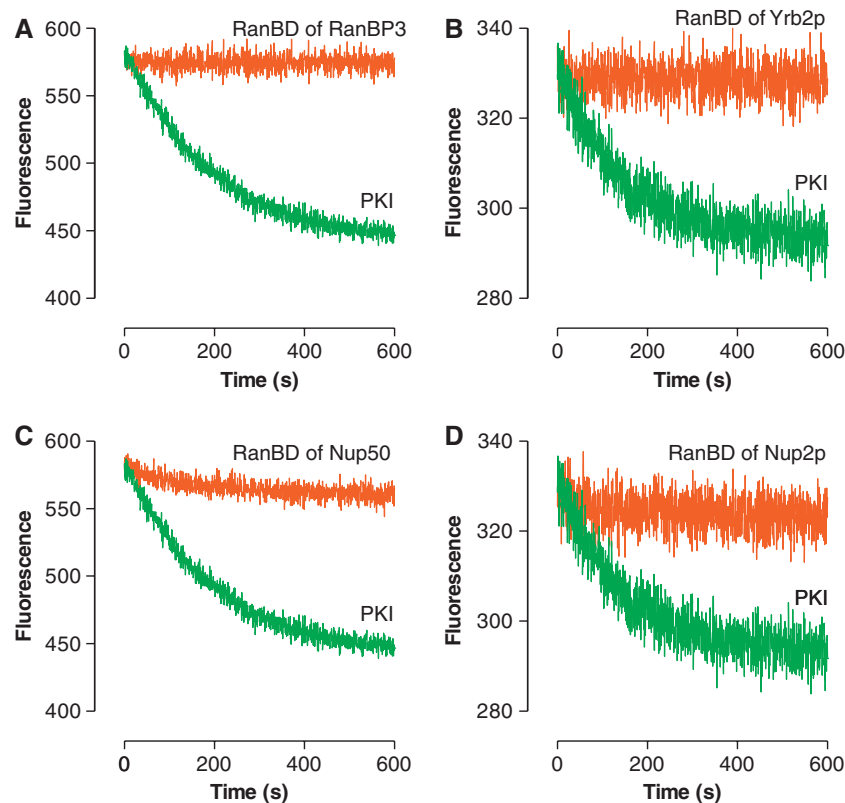 A
RanBD of RanBP3
600
550
500
450
400
Fluorescence
PKI
0 200 400 600
Time (s)
B
RanBD of Yrb2p
340
320
300
280
Fluorescence
PKI
0 200 400 600
Time (s)
C
RanBD of Nup50
600
550
500
450
400
Fluorescence
PKI
0 200 400 600
Time (s)
D
RanBD of Nup2p
340
320
300
280
Fluorescence
PKI
0 200 400 600
Time (s)